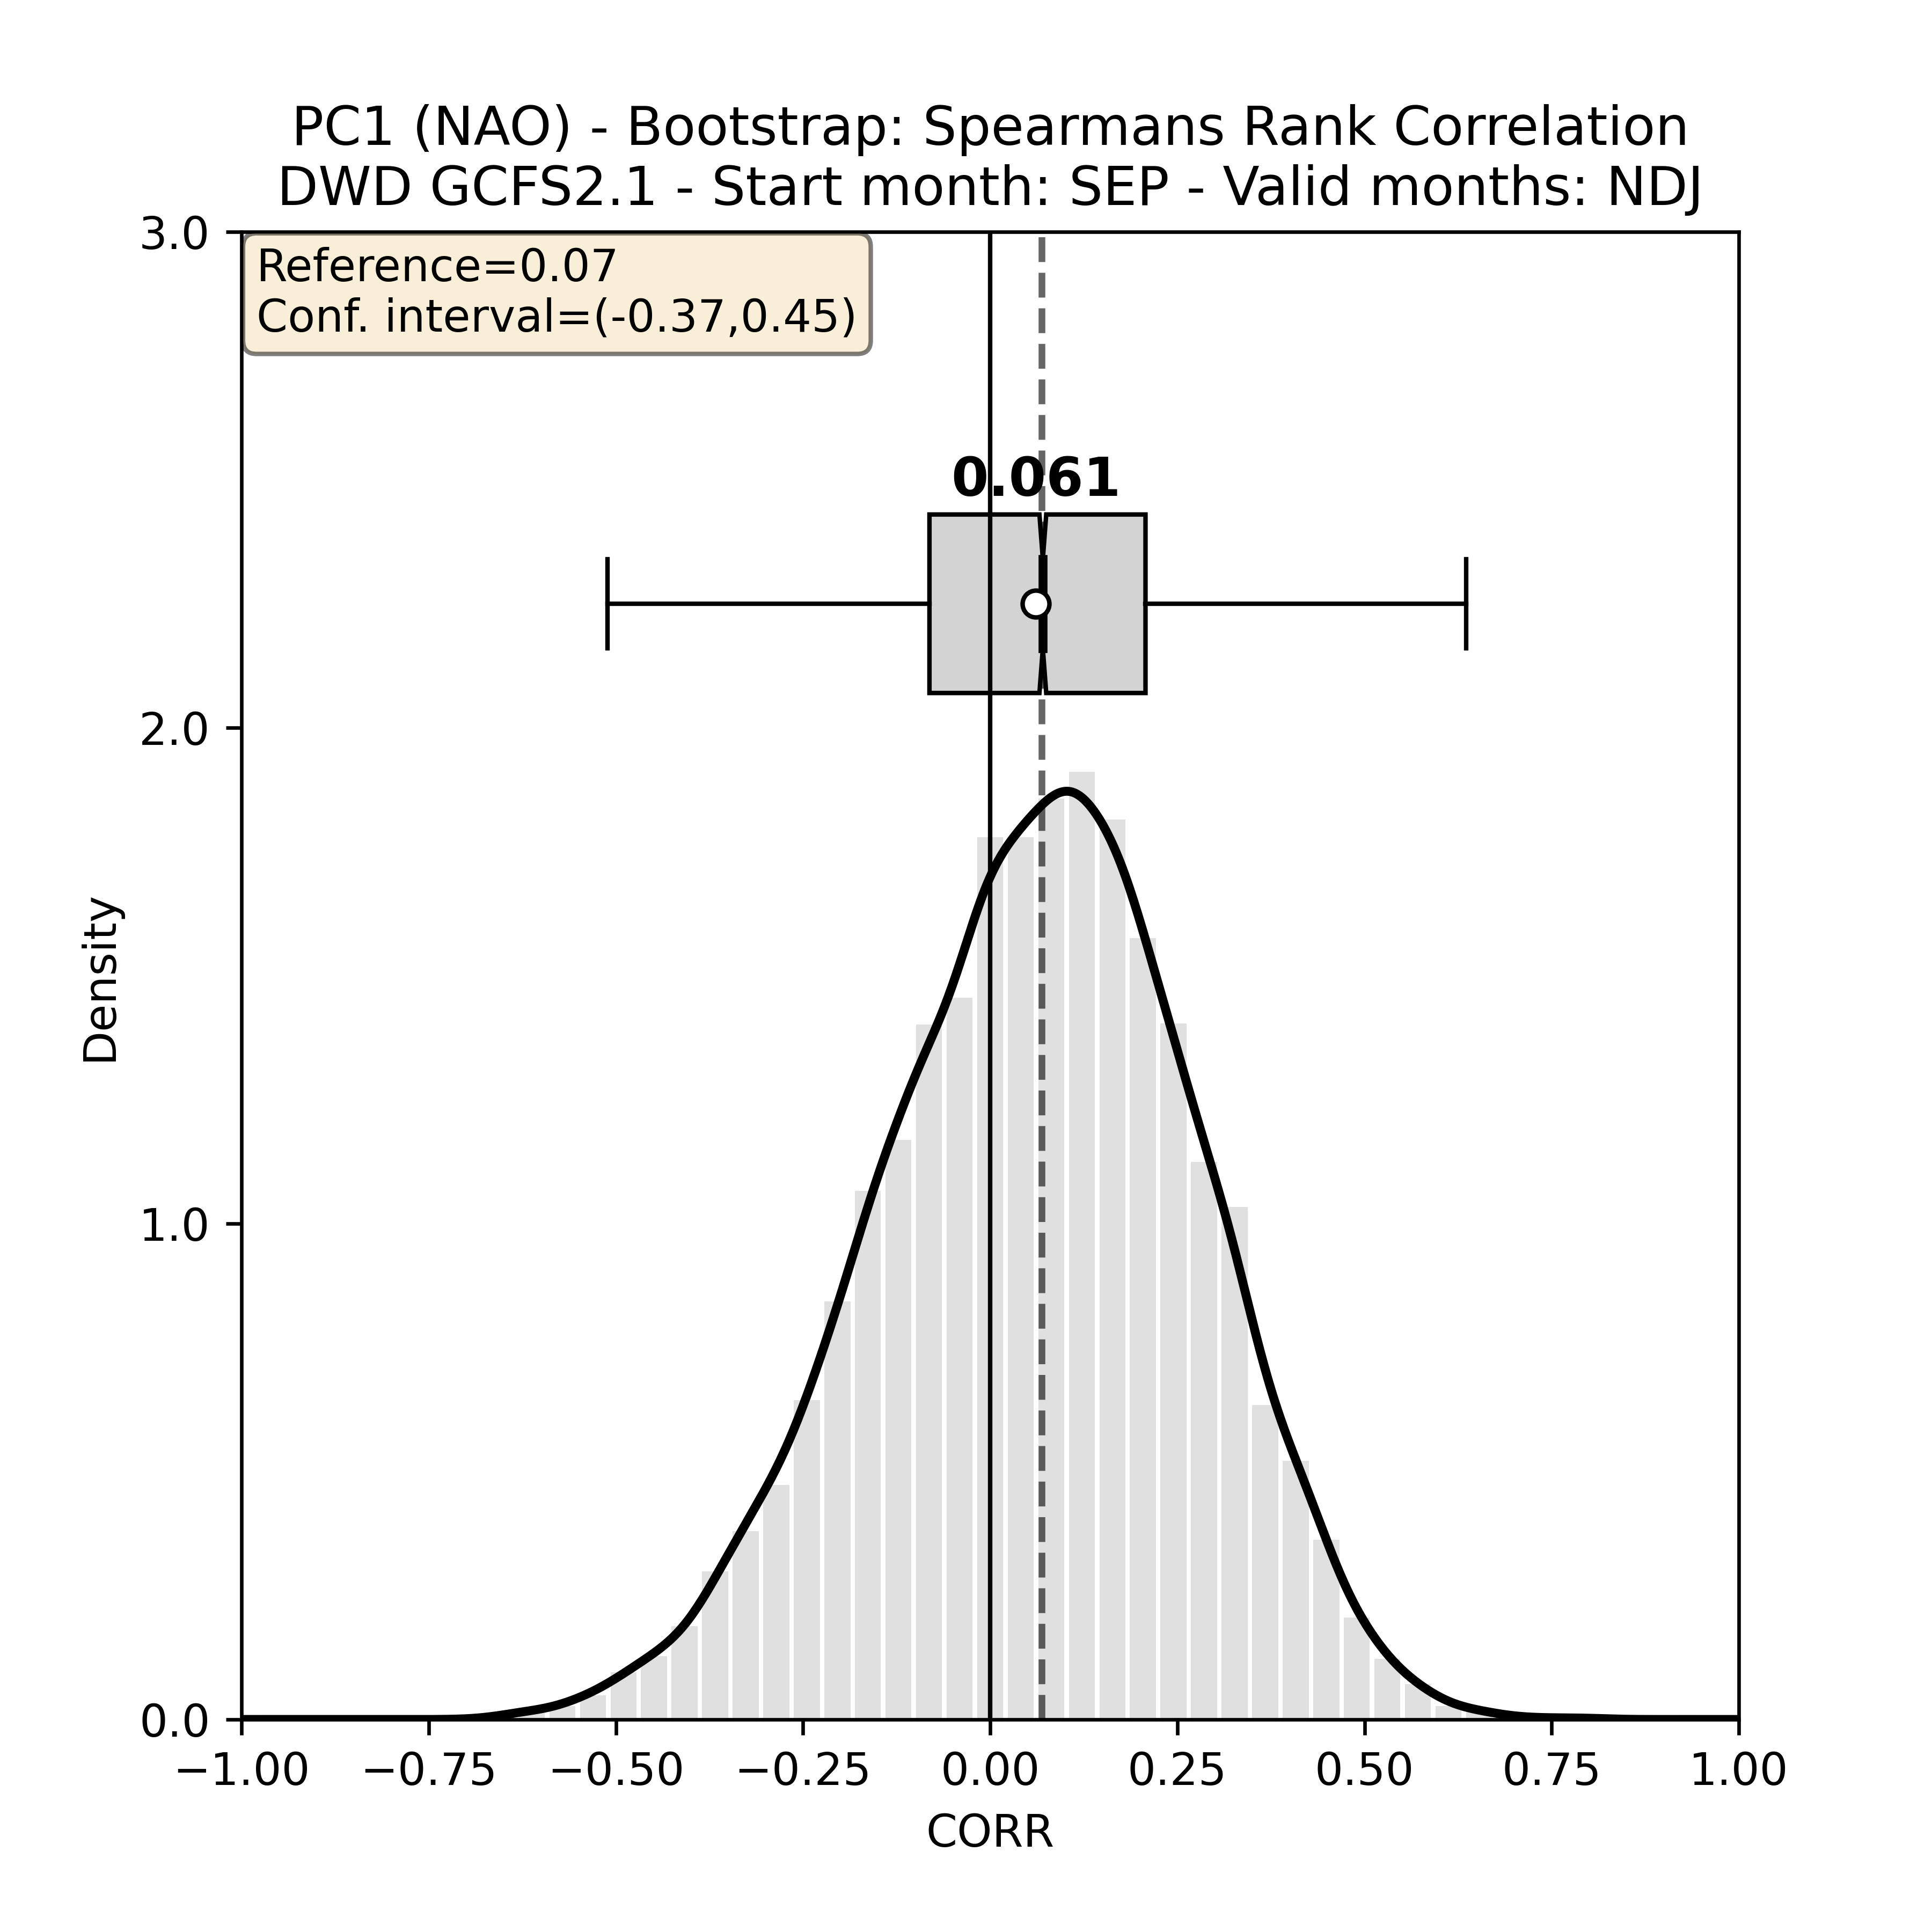 PC1 (NAO) - Bootstrap: Spearmans Rank Correlation
DWD GCFS2.1 - Start month: SEP - Valid months: NDJ
3.0
Reference=0.07
Conf. interval=(-0.37,0.45)
0.061
2.0
Density
1.0
0.0
−1.00 −0.75 −0.50 −0.25 0.00 0.25 0.50 0.75 1.00
CORR